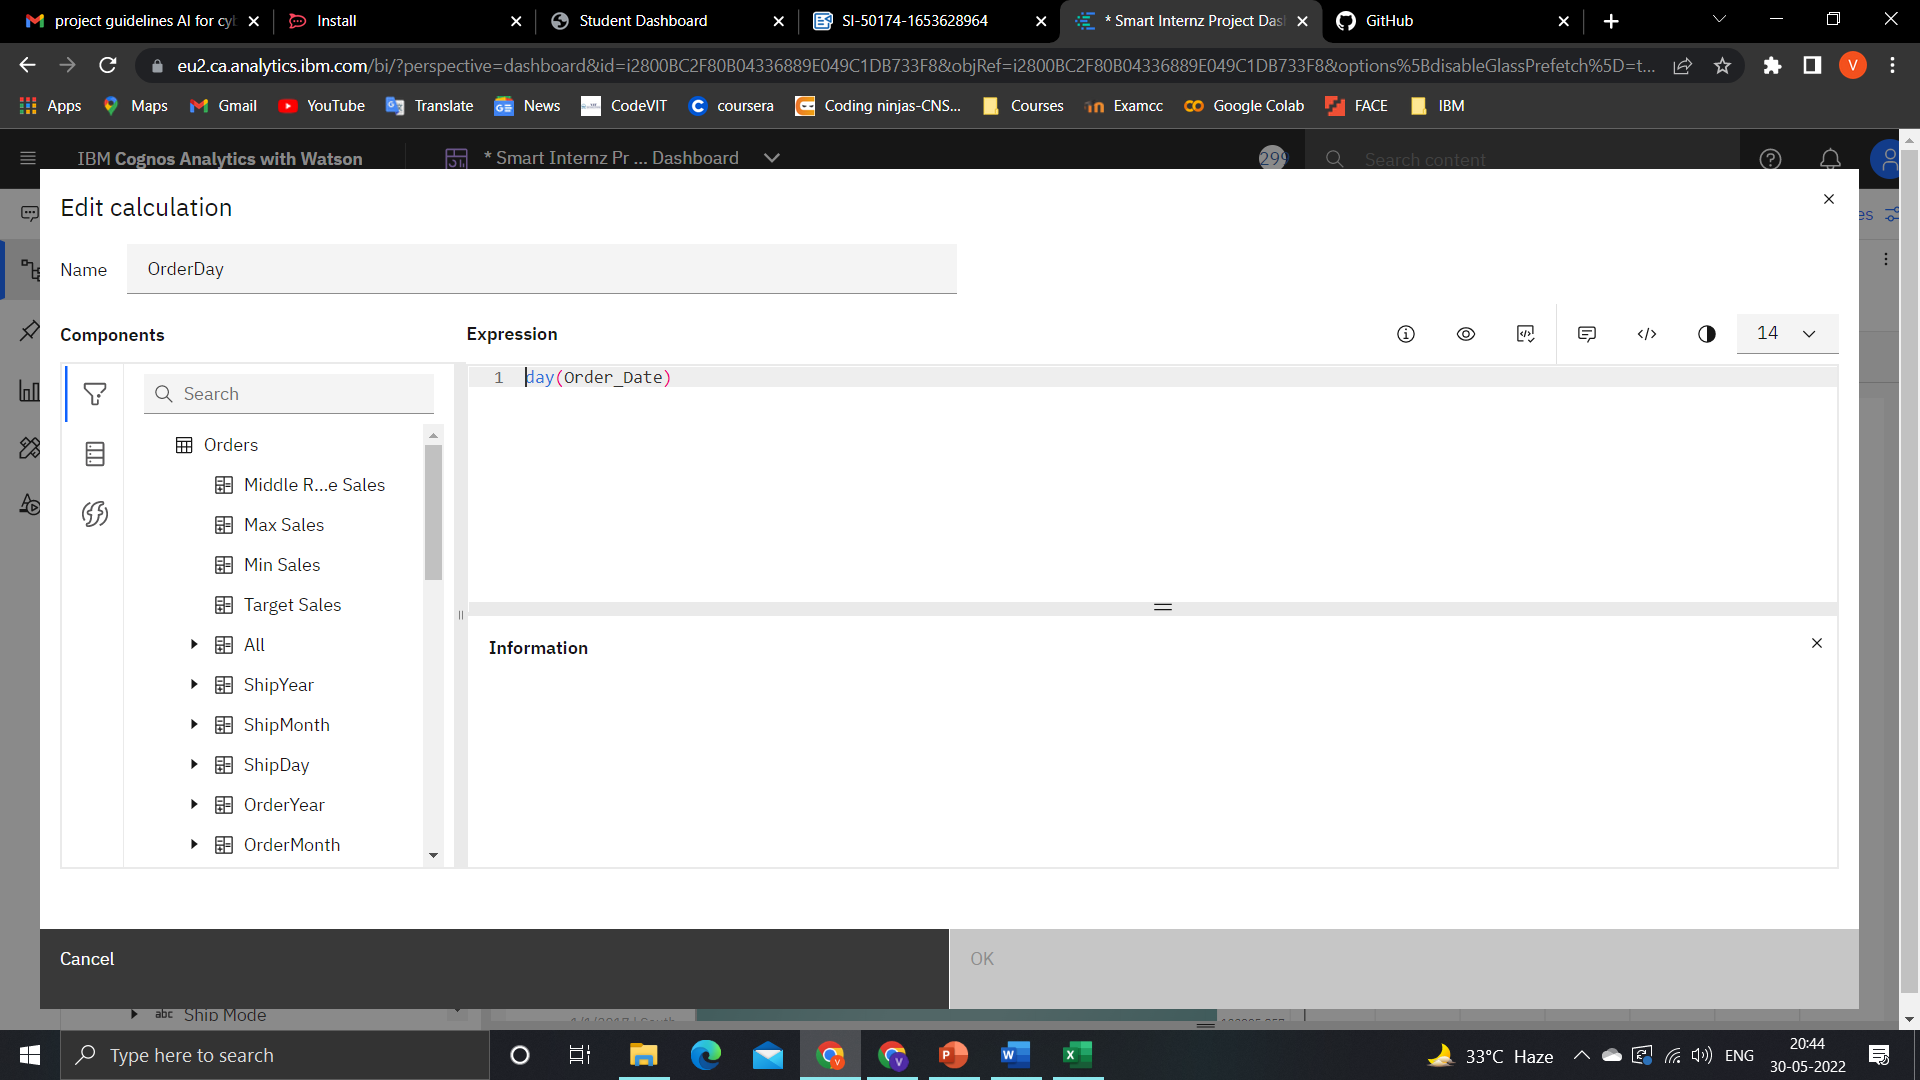 project guidelines AI for cy
Install
Student Dashboard
SI-50174-1653628964
* Smart Internz Project Das
GitHub
eu2.ca.analytics.ibm.com/bi/?perspective=dashboard&id=i2800BC2F80B04336889E049C1DB733F8&objRef=i2800BC2F80B04336889E049C1DB733F8&options%5BdisableGlassPrefetch%5D=t...
V
Apps
Maps
Gmail
YouTube
Translate
News
CodeVIT
coursera
Coding ninjas-CNS...
Courses
Examcc
Google Colab
FACE
IBM
IBM Cognos Analytics with Watson
* Smart Internz Pr ... Dashboard
299
Search content
es
Edit calculation
Name
OrderDay
Components
Expression
14
Search
1 day(Order_Date)
Orders
Middle R...e Sales
Max Sales
Min Sales
Target Sales
All
ShipYear
ShipMonth
ShipDay
OrderYear
OrderMonth
Information
Cancel
OK
abc Ship Mode
Type here to search
33°C Haze
ENG
20:44
30-05-2022